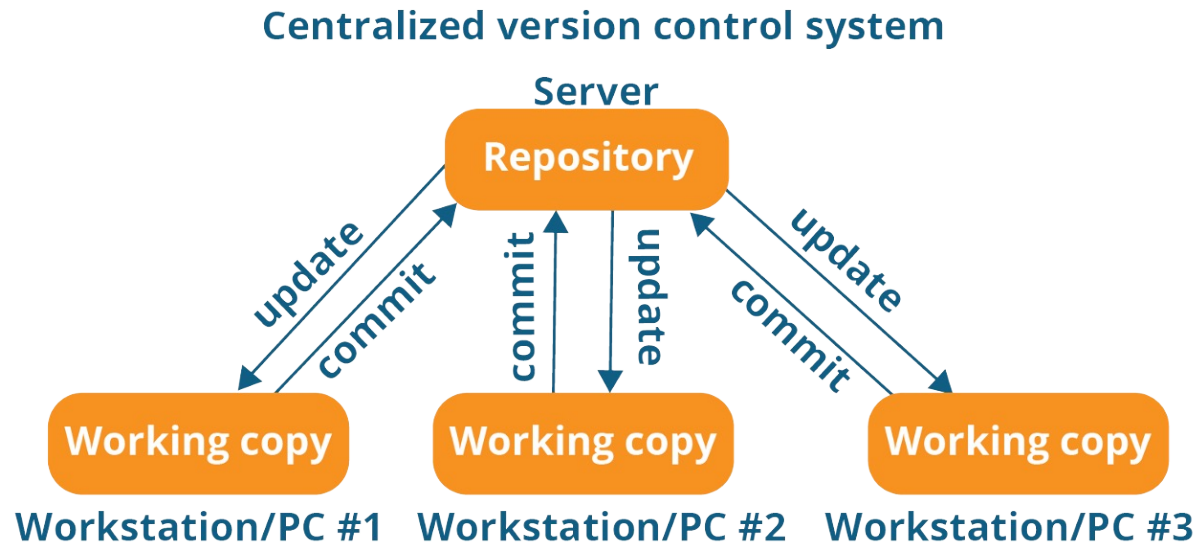 Centralized version control system
Server
Repository
update
commit
commit
update
update
commit
Working copy
Working copy
Working copy
Workstation/PC #1
Workstation/PC #2
Workstation/PC #3